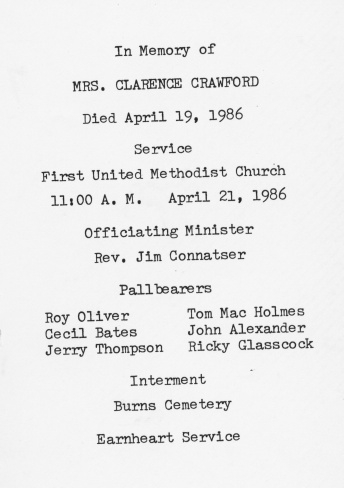 In Memory of
MRS. CLARENCE CRAWFORD
Died April 19, 1986
Service
First United Methodist Church
11:00 A. M. April 21, 1986
Officiating Minister
Rev. Jim Connatser
Pallbearers
Roy Oliver Tom Mac Holmes
Cecil Bates John Alexander
Jerry Thompson Ricky Glasscock
Interment
Burns Cemetery
Earnheart Service